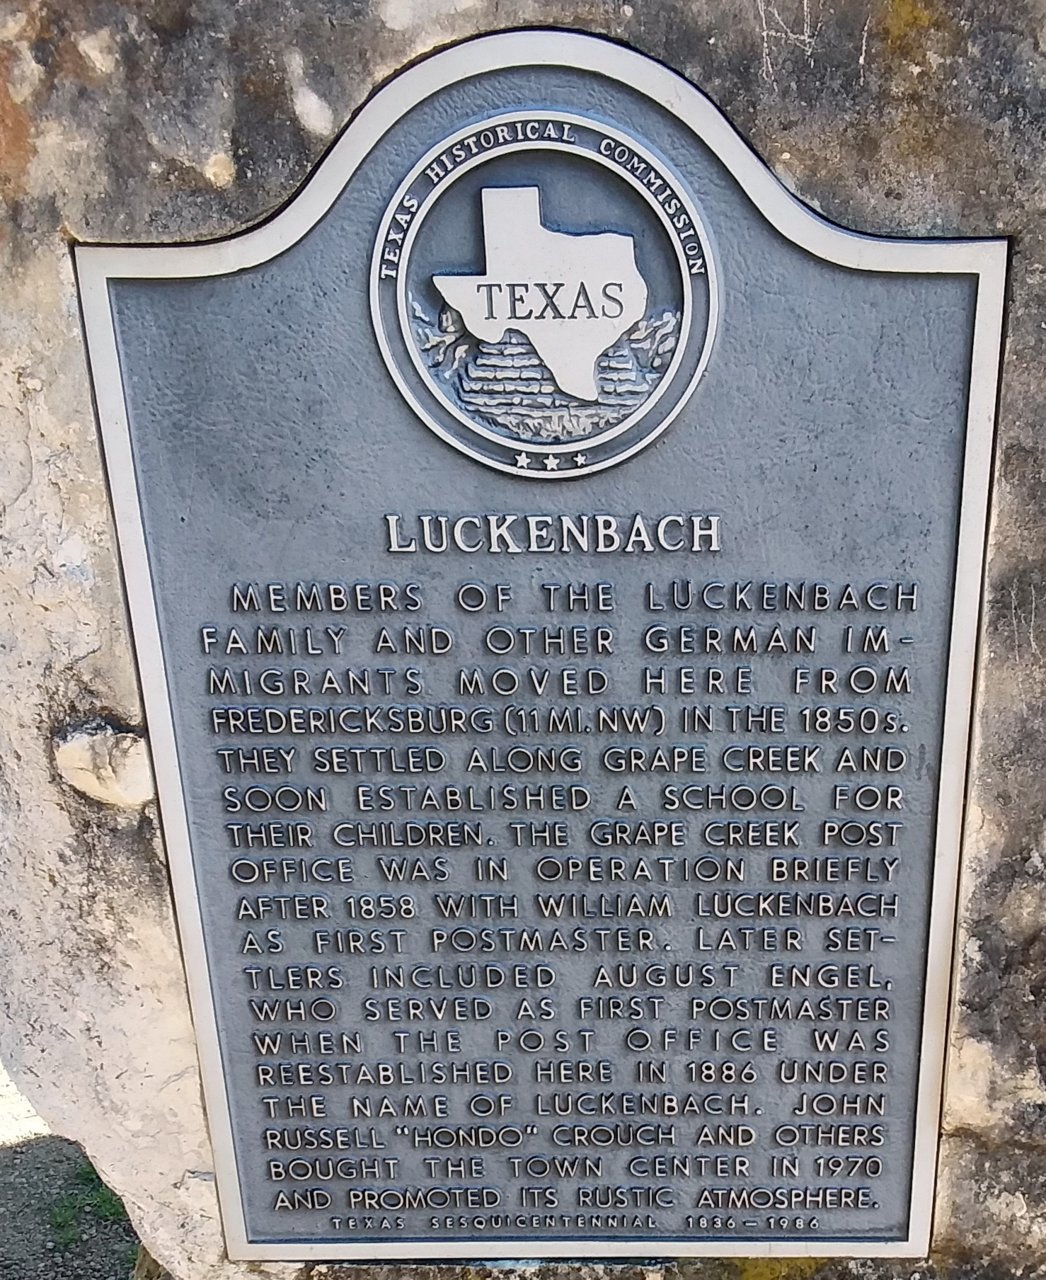 TEXAS HISTORICAL COMMISSION
TEXAS
LUCKENBACH
MEMBERS OF THE LUCKENBACH
FAMILY AND OTHER GERMAN IM-
MIGRANTS MOVED HERE FROM
FREDERICKSBURG (11 MI. NW) IN THE 1850s.
THEY SETTLED ALONG GRAPE CREEK AND
SOON ESTABLISHED A SCHOOL FOR
THEIR CHILDREN. THE GRAPE CREEK POST
OFFICE WAS IN OPERATION BRIEFLY
AFTER 1858 WITH WILLIAM LUCKENBACH
AS FIRST POSTMASTER. LATER SET-
TLERS INCLUDED AUGUST ENGEL,
WHO SERVED AS FIRST POSTMASTER
WHEN THE POST OFFICE WAS
REESTABLISHED HERE IN 1886 UNDER
THE NAME OF LUCKENBACH. JOHN
RUSSELL "HONDO" CROUCH AND OTHERS
BOUGHT THE TOWN CENTER IN 1970
AND PROMOTED ITS RUSTIC ATMOSPHERE.
TEXAS SESQUICENTENNIAL 1836-1986